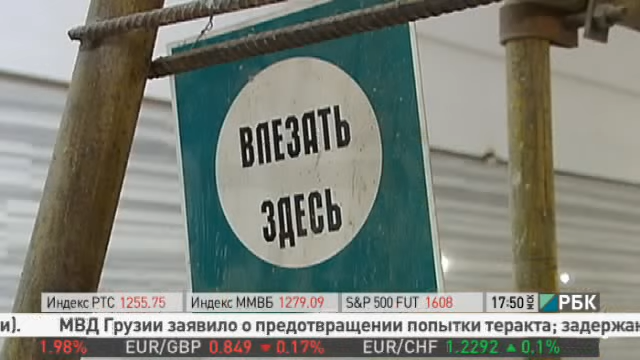 ВЛЕЗАТЬ
ЗДЕСЬ
Индекс РТС 1255.75 Индекс ММВБ 1279.09 S&P 500 FUT 1608 17:50 МСК РБК
и). МВД Грузии заявило о предотвращении попытки теракта; задержан
1.98% EUR/GBP 0.849 ▼ 0.17% EUR/CHF 1.2292 ▲ 0.1%